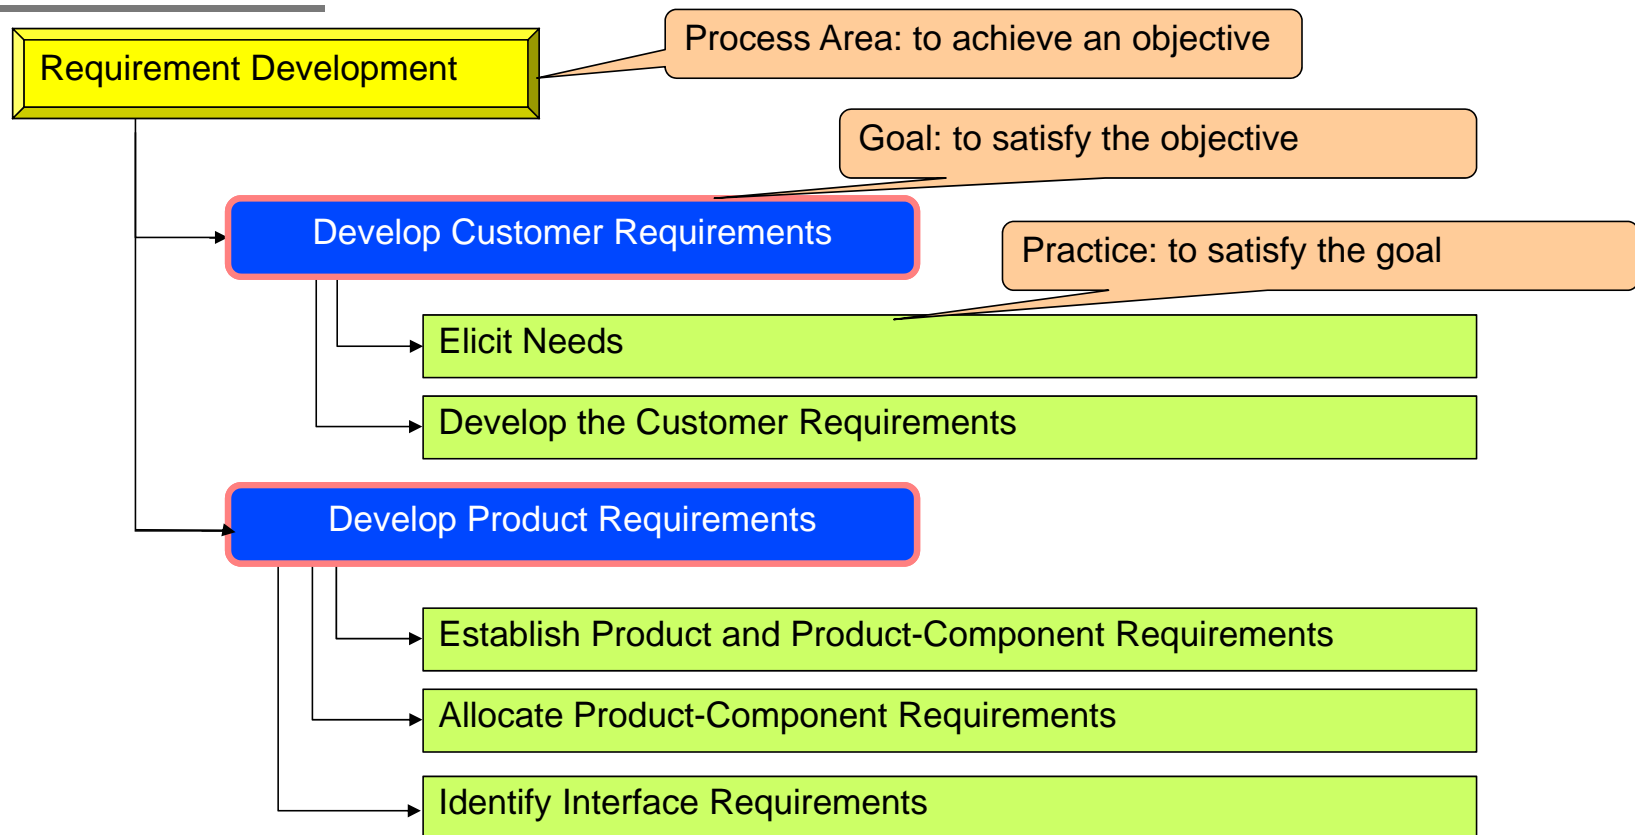 Requirement Development
Process Area: to achieve an objective
Goal: to satisfy the objective
Develop Customer Requirements
Practice: to satisfy the goal
Elicit Needs
Develop the Customer Requirements
Develop Product Requirements
Establish Product and Product-Component Requirements
Allocate Product-Component Requirements
Identify Interface Requirements